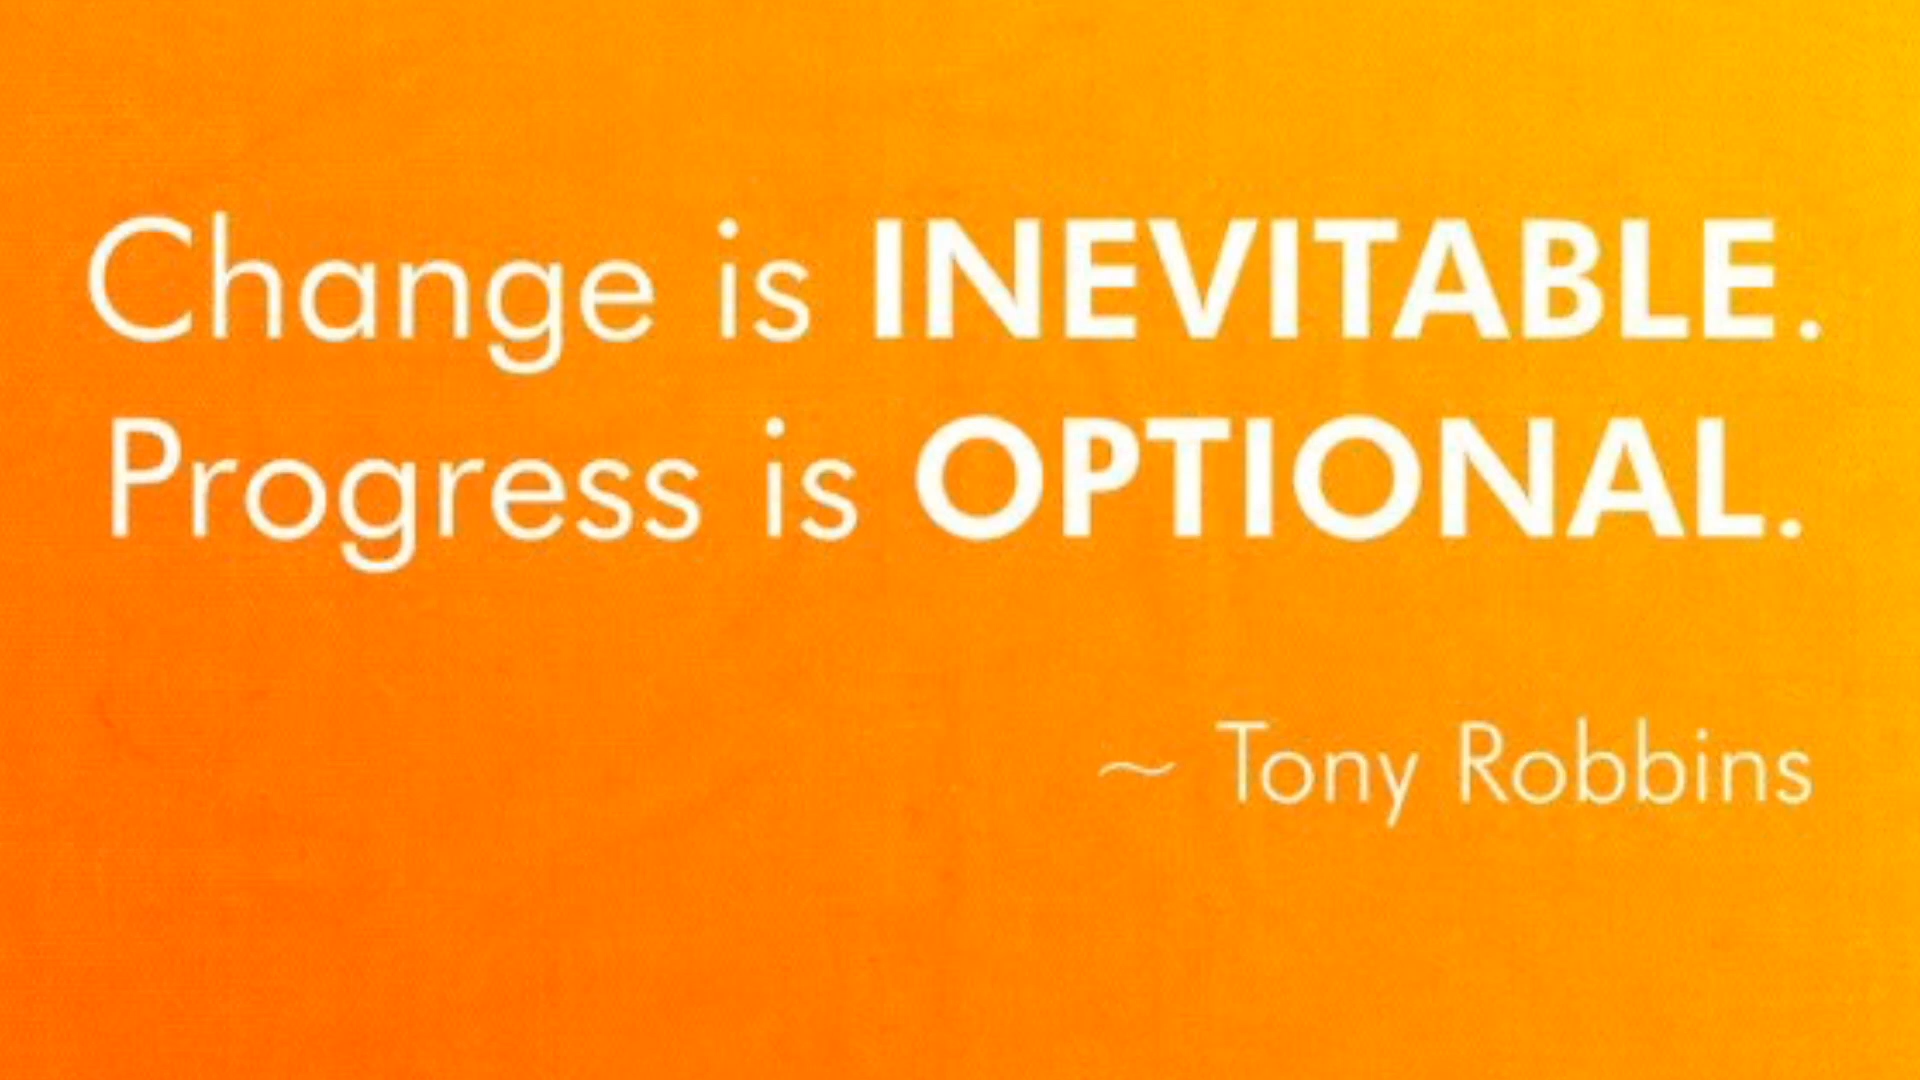 Change is INEVITABLE.
Progress is OPTIONAL.
~ Tony Robbins